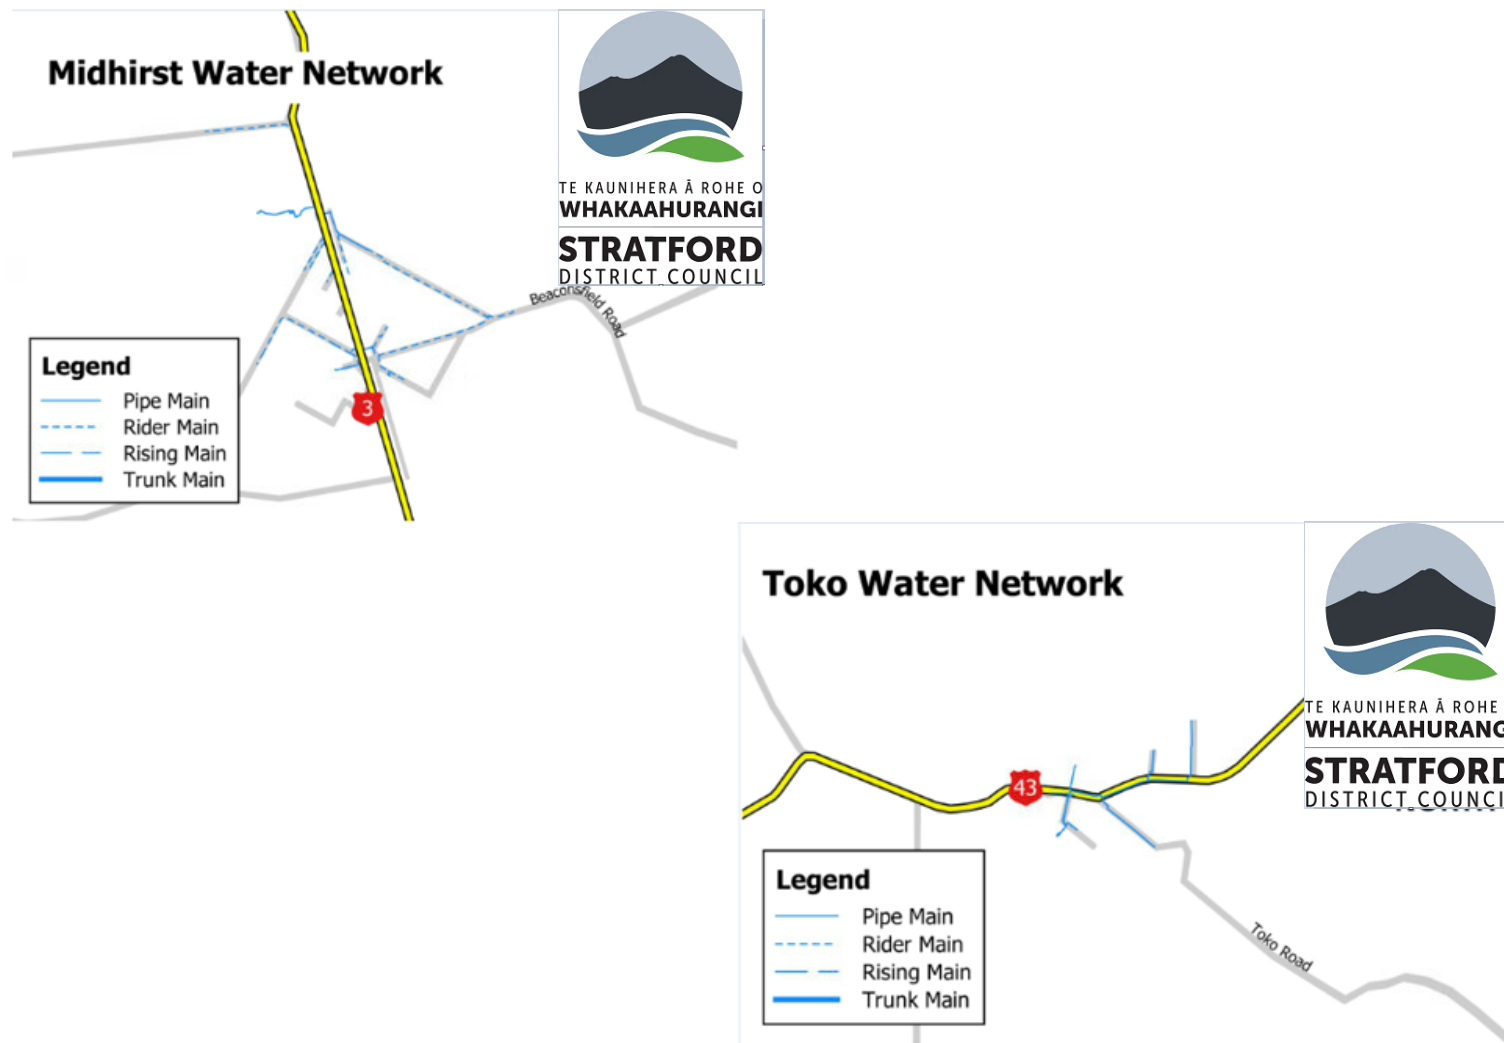 Midhirst Water Network
TE KAUNIHERA Ā ROHE O
WHAKAAHURANGI
STRATFORD
DISTRICT COUNCIL
Beaconsfield Road
Legend
Pipe Main
Rider Main
Rising Main
Trunk Main
3
Toko Water Network
TE KAUNIHERA Ā ROHE
WHAKAAHURANG
STRATFORD
DISTRICT COUNCI
43
Legend
Pipe Main
Rider Main
Rising Main
Trunk Main
Toko Road